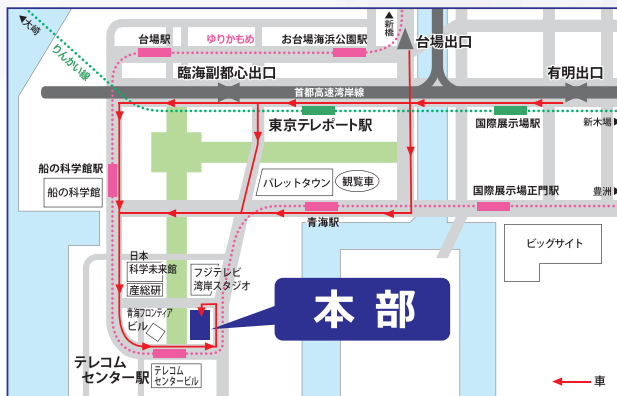 ▲大崎
りんかい線
台場駅
ゆりかもめ
お台場海浜公園駅
▲新橋
台場出口
臨海副都心出口
首都高速湾岸線
有明出口
東京テレポート駅
国際展示場駅
新木場▶
船の科学館駅
船の科学館
パレットタウン
観覧車
国際展示場正門駅
豊洲▶
青海駅
ビッグサイト
日本
科学未来館
産総研
フジテレビ
湾岸スタジオ
青海フロンティア
ビル
本部
テレコム
センター駅
テレコム
センタービル
車